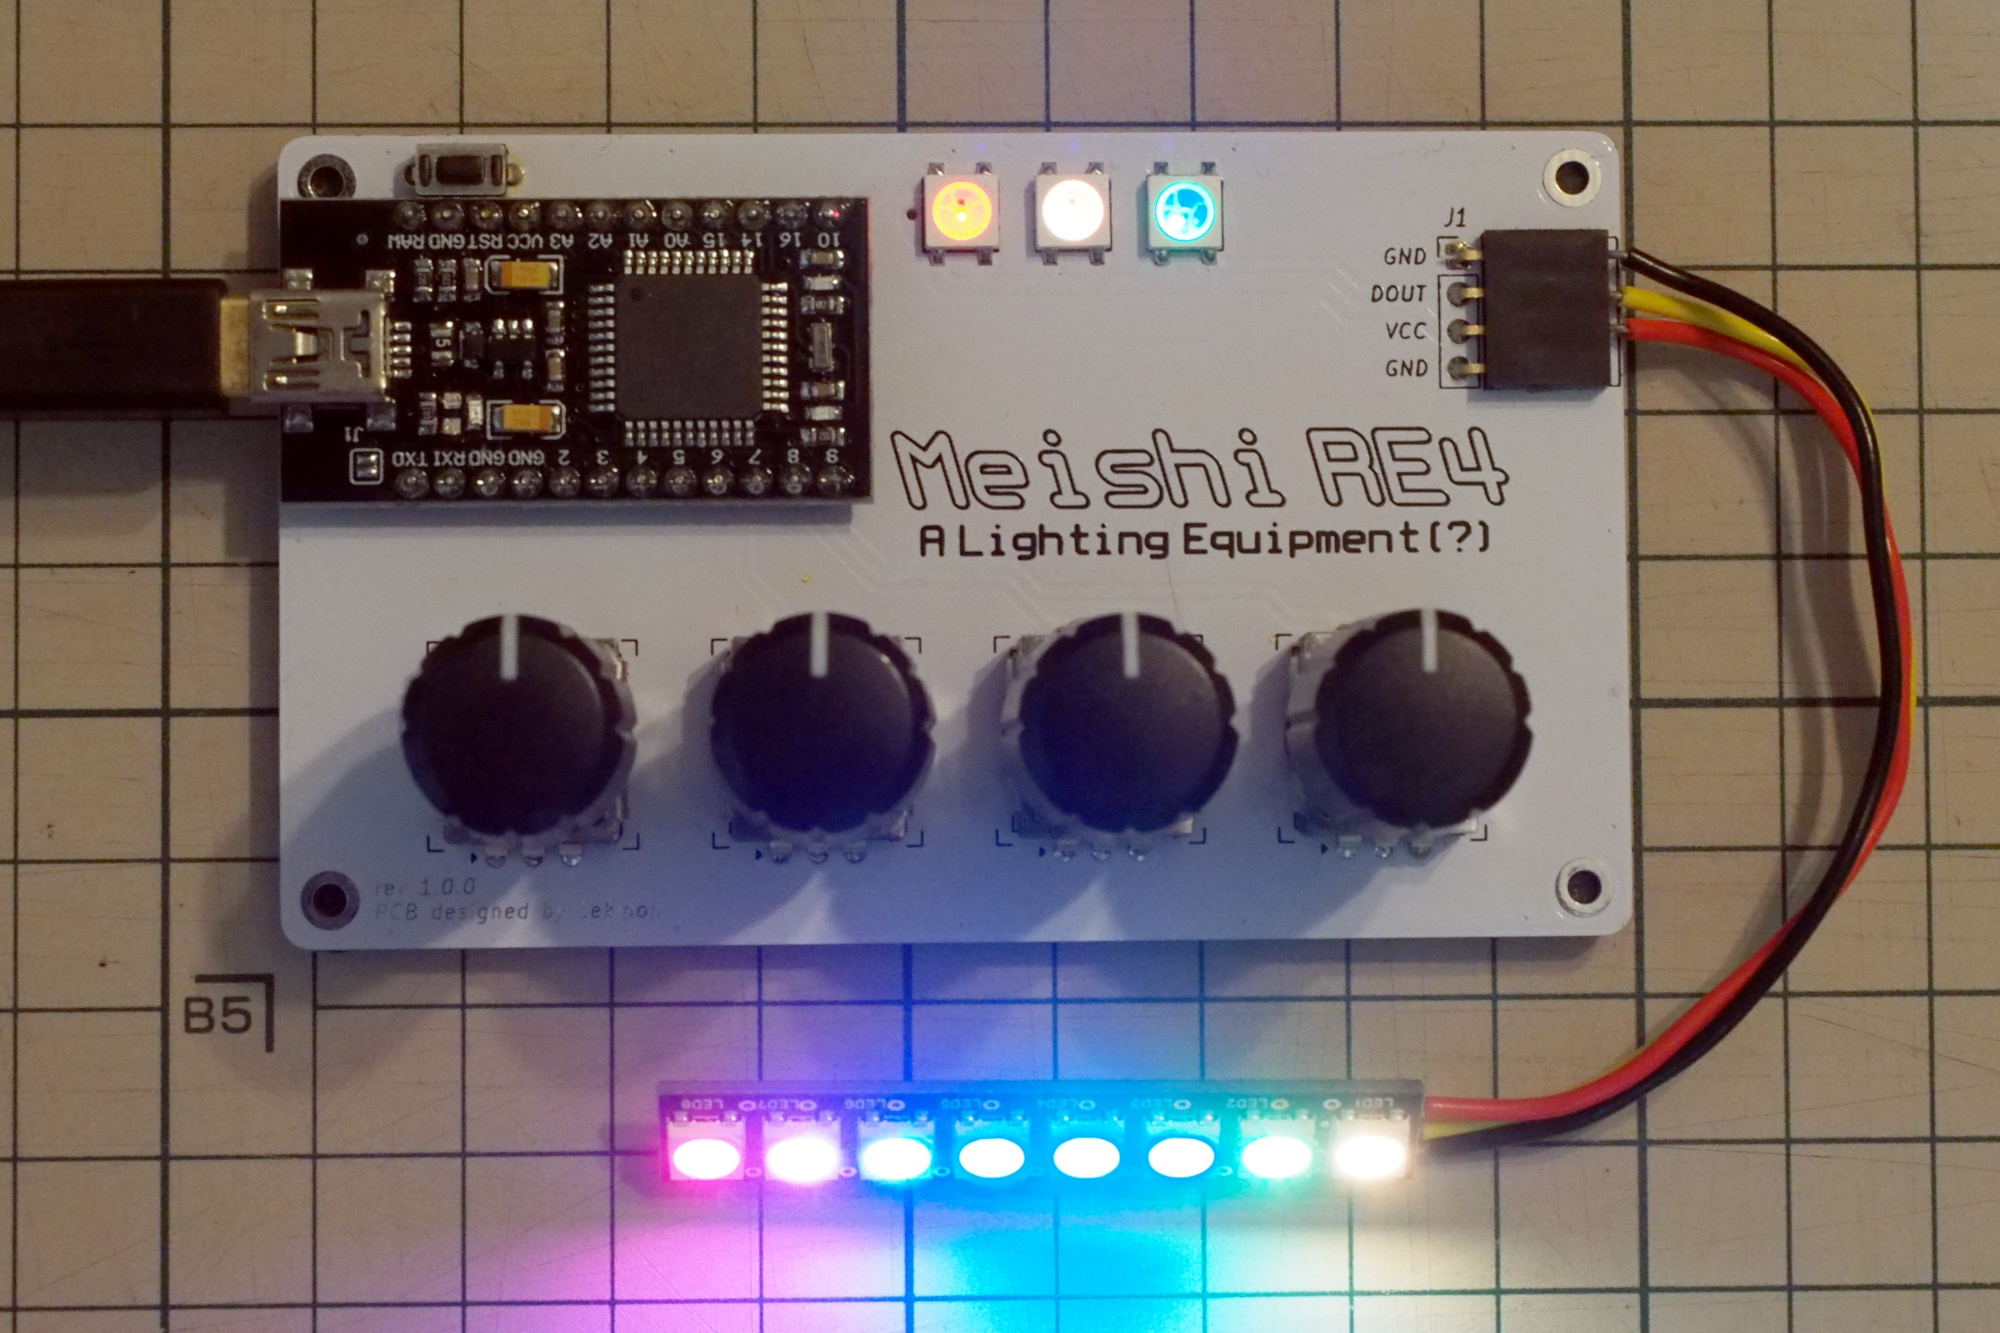 RAW GND RST GND VCC A3 A2 A1 A0 15 14 16 10
J1
TXO RXI GND GND 2 3 4 5 6 7 8 9
J1
GND
DOUT
VCC
GND
Meishi RE4
A Lighting Equipment(?)
rev 1.0.0
PCB designed by
B5
LED8 LED7 LED6 LED5 LED4 LED3 LED2 LED1